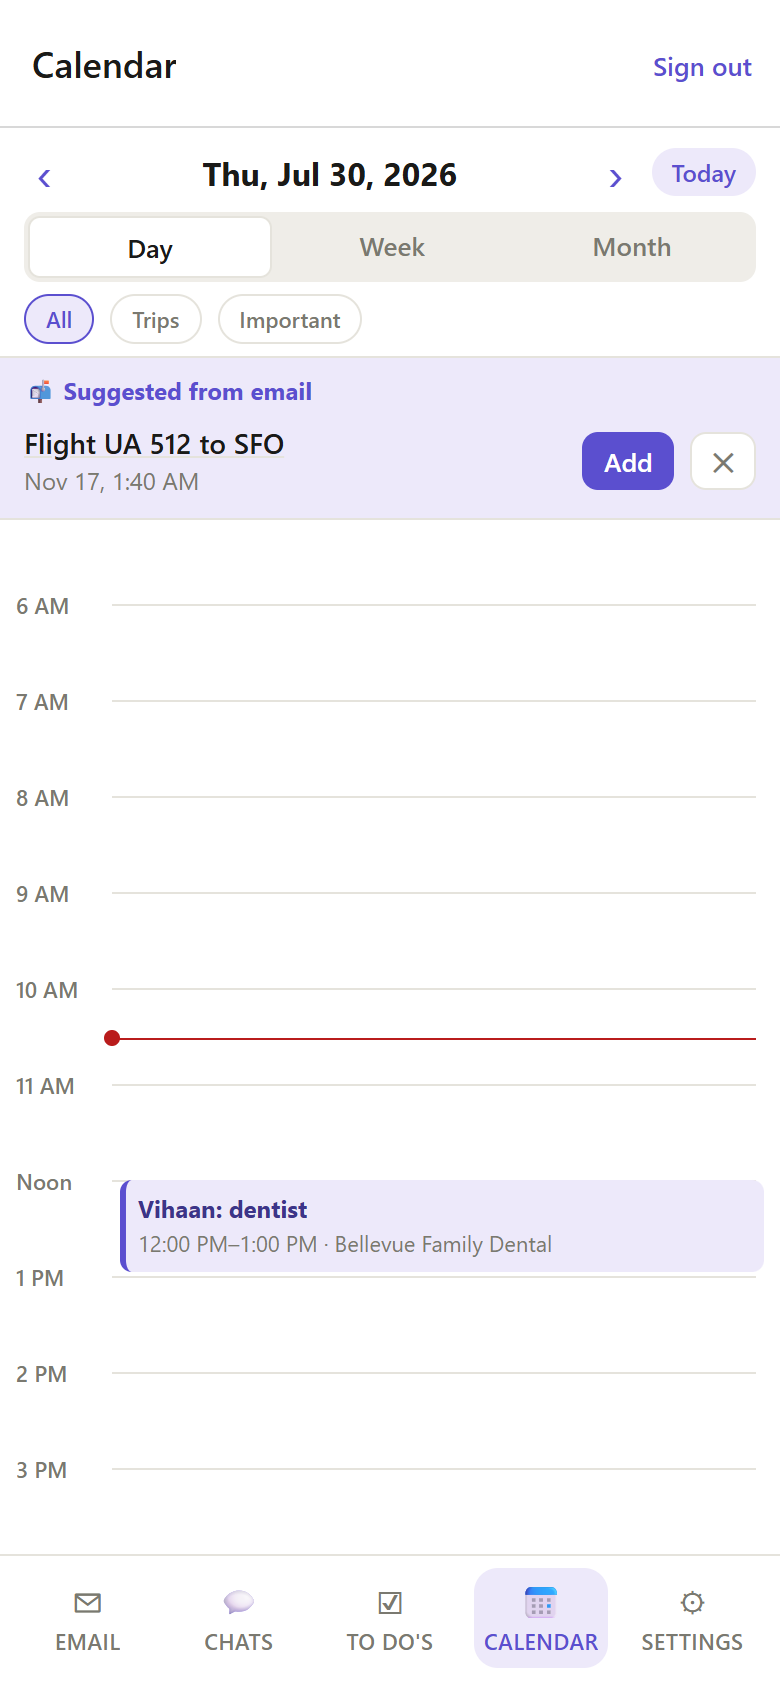 Calendar
Sign out
‹ Thu, Jul 30, 2026 › Today
Day Week Month
All Trips Important
Suggested from email
Flight UA 512 to SFO
Nov 17, 1:40 AM
Add
6 AM
7 AM
8 AM
9 AM
10 AM
11 AM
Noon
Vihaan: dentist
12:00 PM–1:00 PM · Bellevue Family Dental
1 PM
2 PM
3 PM
EMAIL CHATS TO DO'S CALENDAR SETTINGS